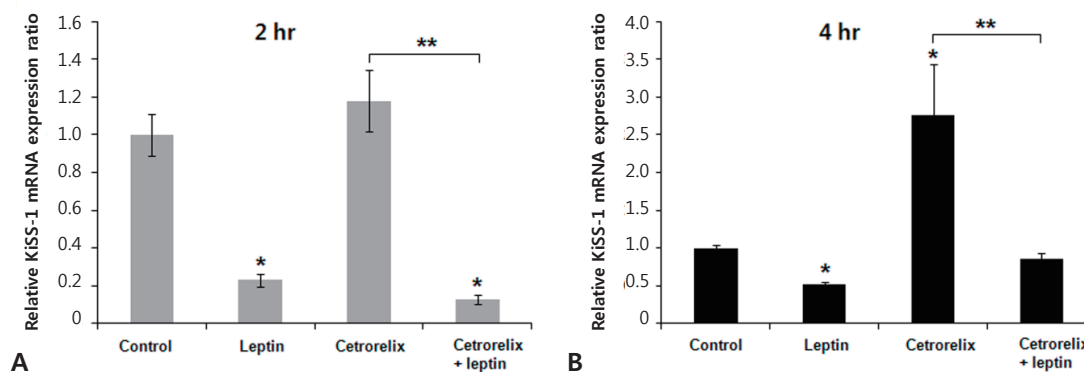 Relative KiSS-1 mRNA expression ratio
2 hr
1.6
1.4
1.2
1.0
0.8
0.6
0.4
0.2
0
*
**
*
Control
Leptin
Cetrorelix
Cetrorelix
+ leptin
A
Relative KiSS-1 mRNA expression ratio
4 hr
4.0
3.5
3.0
2.5
2.0
1.5
1.0
0.5
0
*
*
**
Control
Leptin
Cetrorelix
Cetrorelix
+ leptin
B